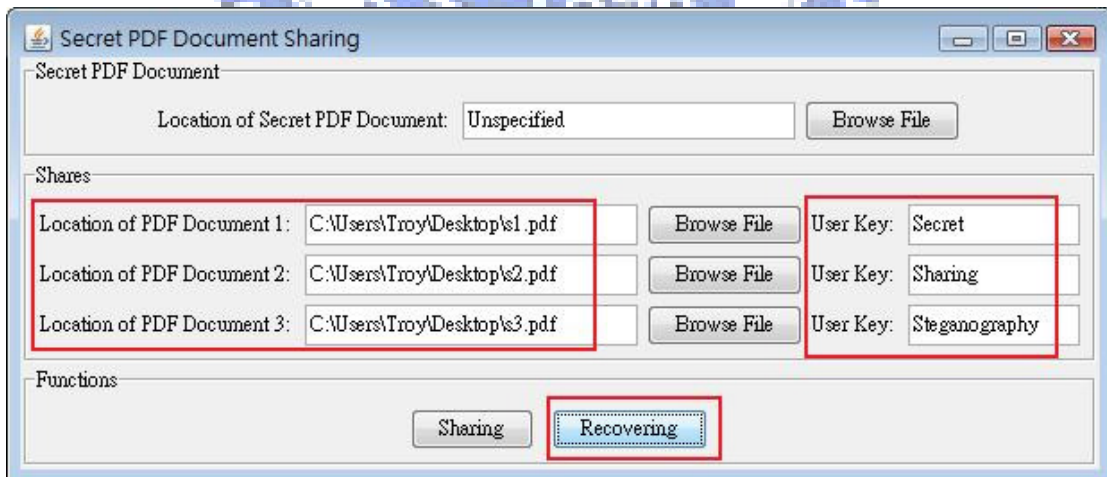 Secret PDF Document Sharing
Secret PDF Document
Location of Secret PDF Document: Unspecified Browse File
Shares
Location of PDF Document 1: C:\Users\Troy\Desktop\s1.pdf Browse File User Key: Secret
Location of PDF Document 2: C:\Users\Troy\Desktop\s2.pdf Browse File User Key: Sharing
Location of PDF Document 3: C:\Users\Troy\Desktop\s3.pdf Browse File User Key: Steganography
Functions
Sharing Recovering